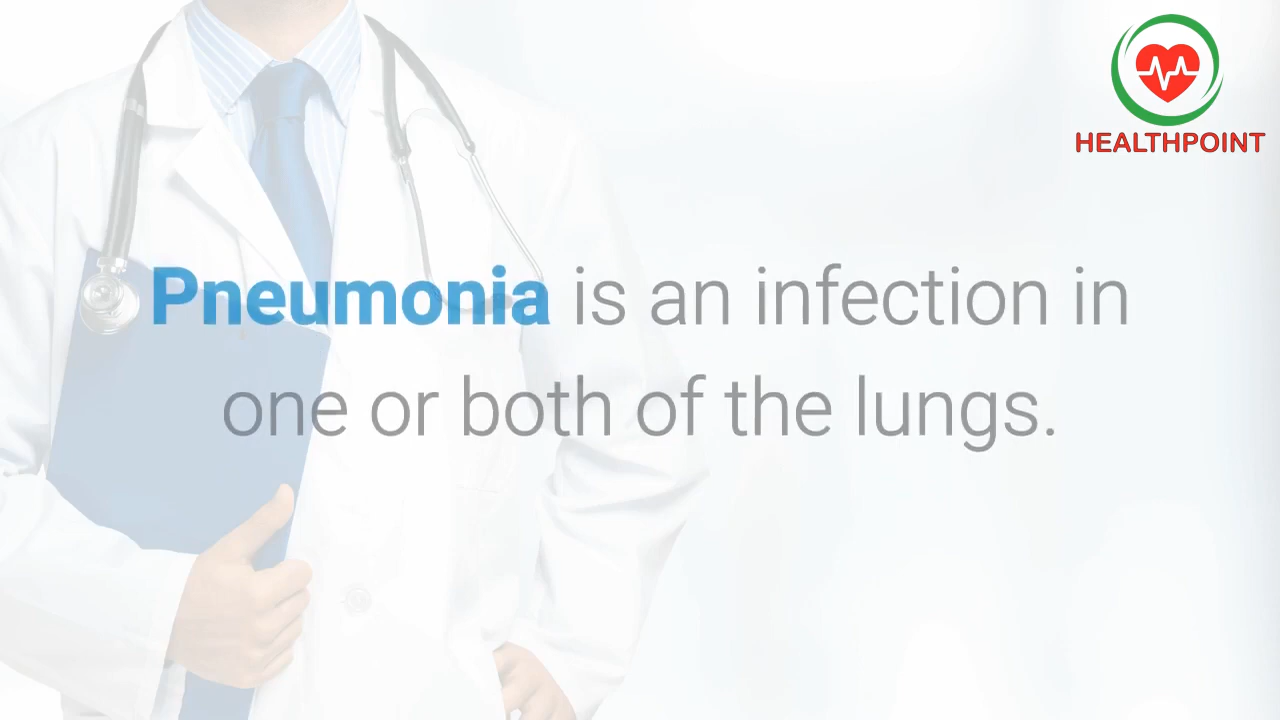 HEALTHPOINT
Pneumonia is an infection in
one or both of the lungs.